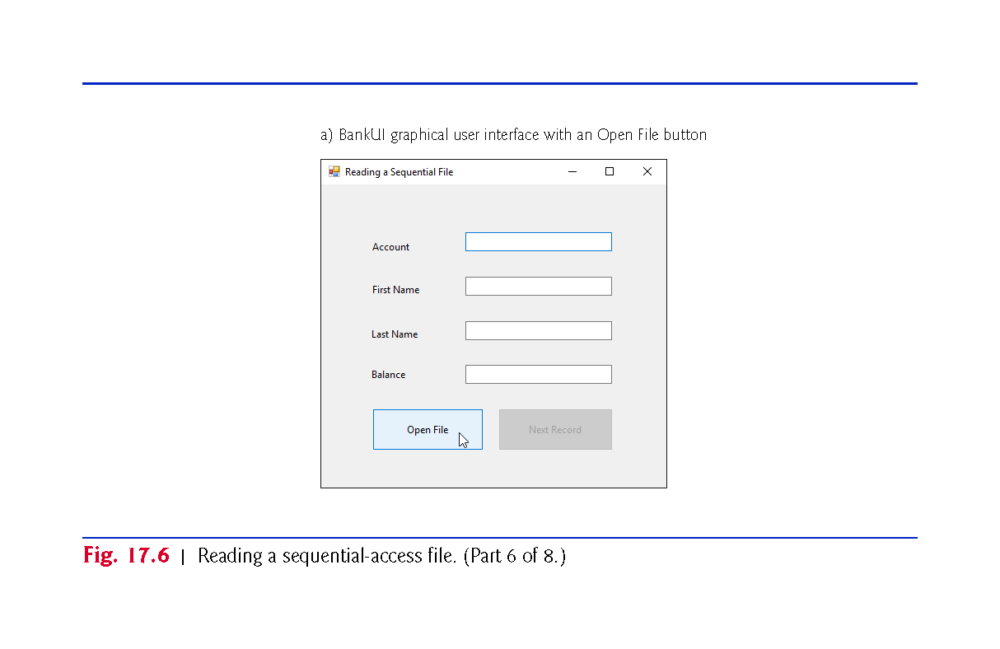 a) BankUI graphical user interface with an Open File button
Reading a Sequential File
Account
First Name
Last Name
Balance
Open File
Next Record
Fig. 17.6 | Reading a sequential-access file. (Part 6 of 8.)